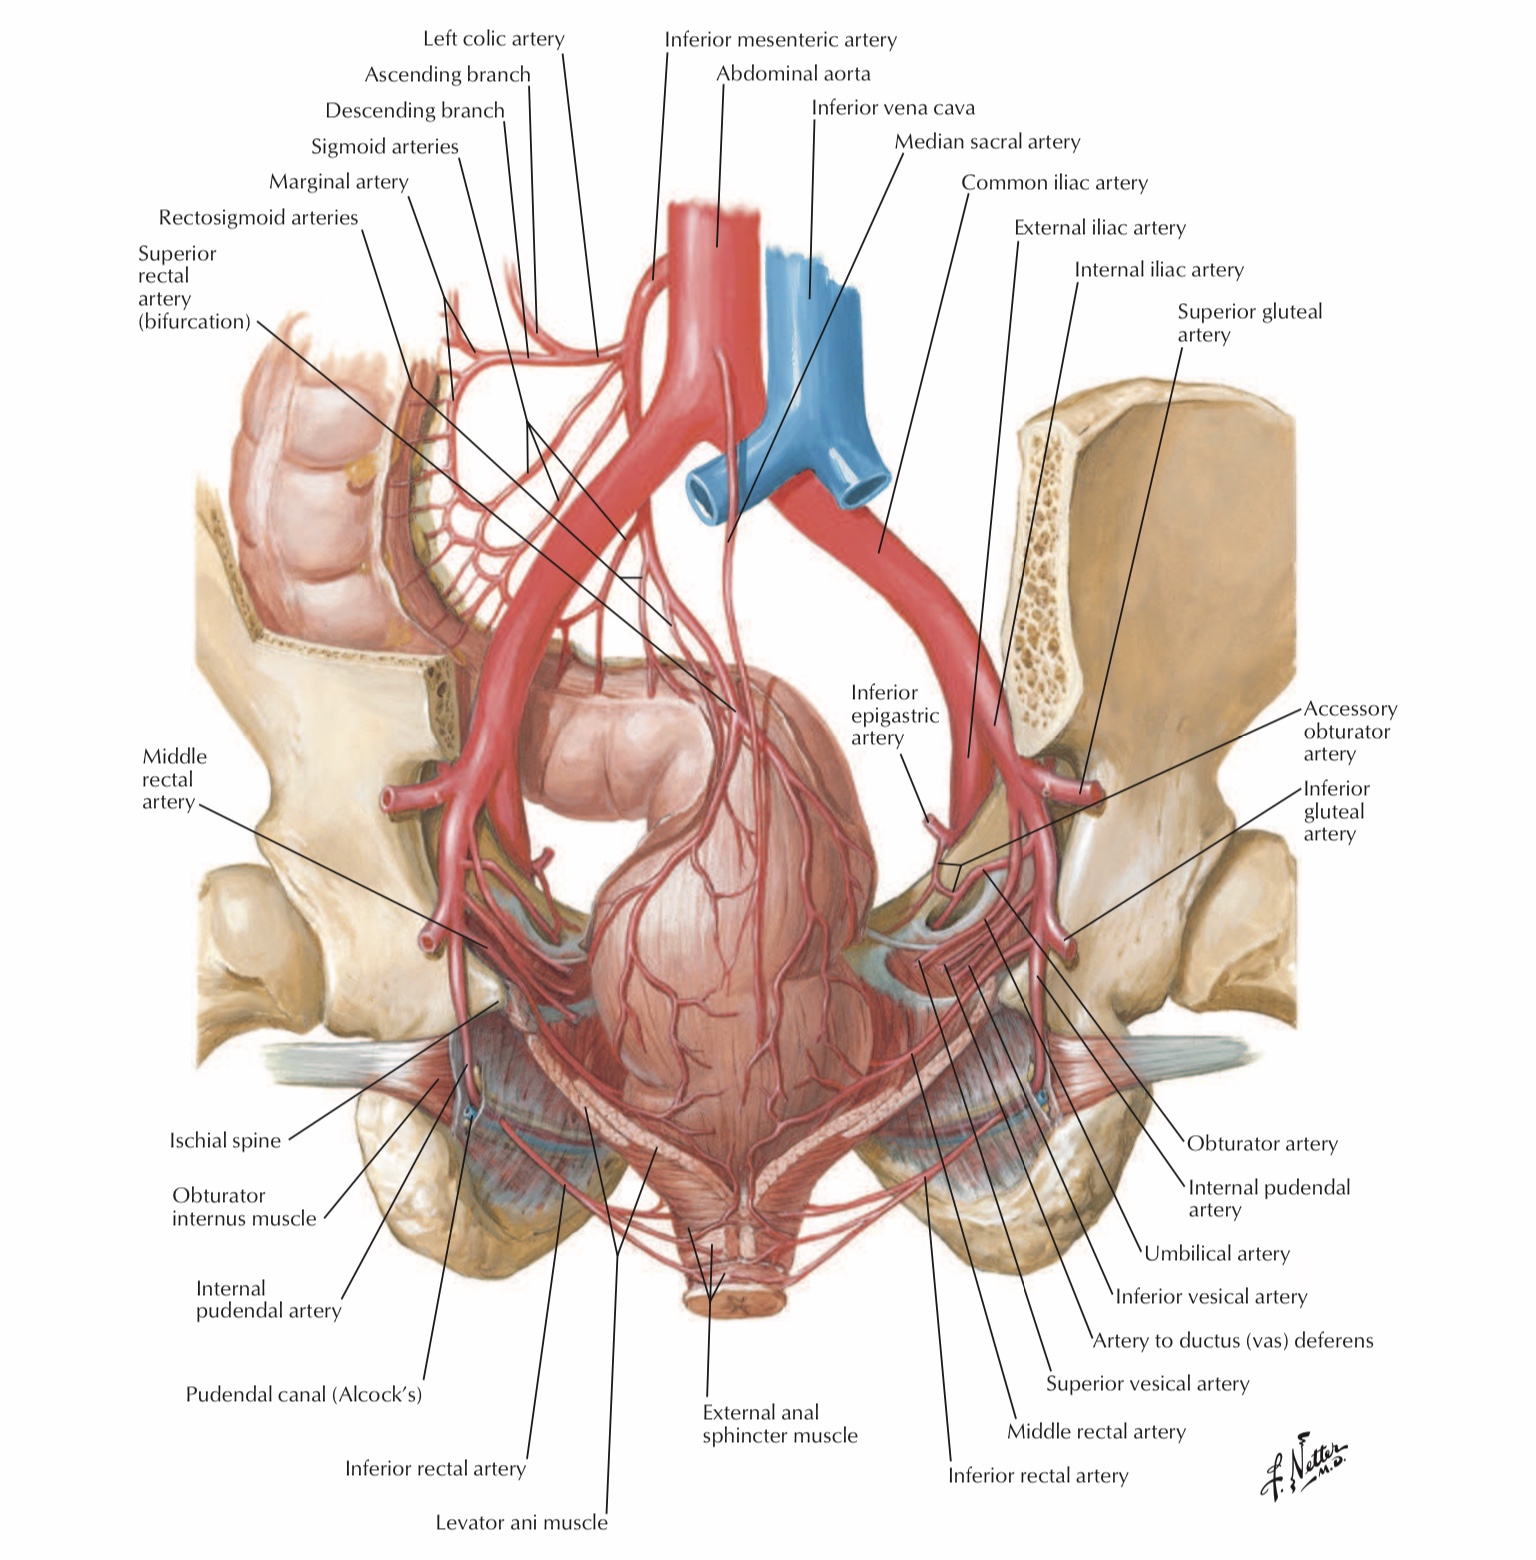 Left colic artery
Inferior mesenteric artery
Ascending branch
Abdominal aorta
Descending branch
Inferior vena cava
Sigmoid arteries
Median sacral artery
Marginal artery
Common iliac artery
Rectosigmoid arteries
External iliac artery
Superior
rectal
artery
(bifurcation)
Internal iliac artery
Superior gluteal
artery
Inferior
epigastric
artery
Accessory
obturator
artery
Middle
rectal
artery
Inferior
gluteal
artery
Ischial spine
Obturator artery
Obturator
internus muscle
Internal pudendal
artery
Umbilical artery
Internal
pudendal artery
Inferior vesical artery
Artery to ductus (vas) deferens
Pudendal canal (Alcock's)
Superior vesical artery
External anal
sphincter muscle
Middle rectal artery
Inferior rectal artery
Inferior rectal artery
Levator ani muscle
F. Netter
M.D.